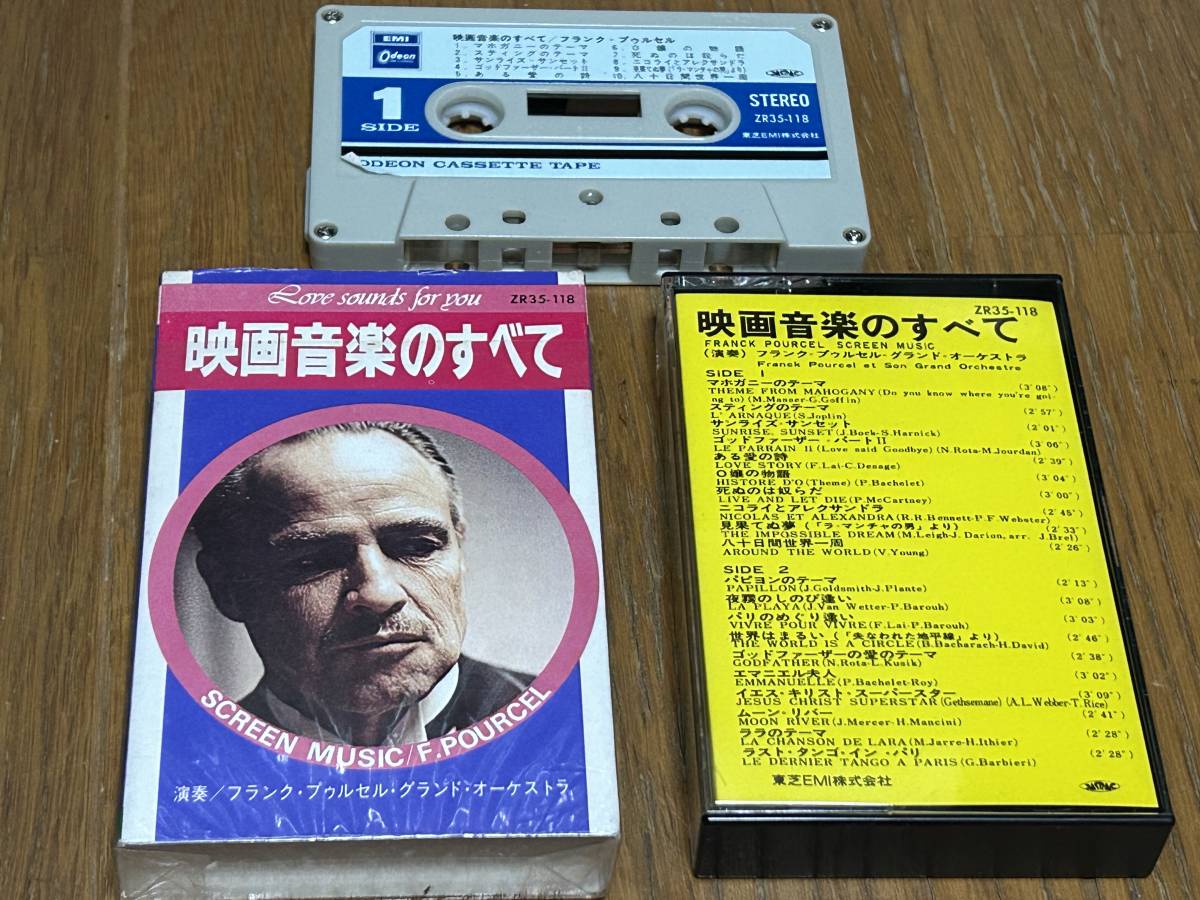 EMI
Odeon
映画音楽のすべて/フランク・プゥルセル
1. マホガニーのテーマ
2. スティングのテーマ
3. サンライズ・サンセット
4. ゴッドファーザー・パートII
5. ある愛の詩
6. O嬢の物語
7. 死ぬのは奴らだ
8. ニコライとアレクサンドラ
9. 見果てぬ夢(「ラ・マンチャの男」より)
10. 八十日間世界一周
1
SIDE
STEREO
ZR35-118
東芝EMI株式会社
ODEON CASSETTE TAPE
Love sounds for you
ZR35-118
映画音楽のすべて
SCREEN MUSIC/F.POURCEL
演奏/フランク・プゥルセル・グランド・オーケストラ
ZR35-118
映画音楽のすべて
FRANCK POURCEL SCREEN MUSIC
(演奏) フランク・プゥルセル・グランド・オーケストラ
Franck Pourcel et Son Grand Orchestre
SIDE 1
マホガニーのテーマ (3'08")
THEME FROM MAHOGANY (Do you know where you're goi-
ng to) (M.Masser-G.Goffin)
スティングのテーマ (2'57")
L' ARNAQUE (S.Joplin)
サンライズ・サンセット (2'01")
SUNRISE, SUNSET (J.Bock-S.Harnick)
ゴッドファーザー・パートII (3'06")
LE PARRAIN II (Love said Goodbye) (N.Rota-M.Jourdan)
ある愛の詩 (2'39")
LOVE STORY (F.Lai-C.Desage)
O嬢の物語 (3'04")
HISTORE D'O (Theme) (P.Bachelet)
死ぬのは奴らだ (3'00")
LIVE AND LET DIE (P.McCartney)
ニコライとアレクサンドラ (2'45")
NICOLAS ET ALEXANDRA (R.R.Bennett-P.F.Webster)
見果てぬ夢 (「ラ・マンチャの男」より) (2'33")
THE IMPOSSIBLE DREAM (M.Leigh-J. Darion, arr. J.Brel)
八十日間世界一周 (2'26")
AROUND THE WORLD (V.Young)
SIDE 2
パピヨンのテーマ (2'13")
PAPILLON (J.Goldsmith-J.Plante)
夜霧のしのび逢い (3'08")
LA PLAYA (J.Van Wetter-P.Barouh)
パリのめぐり逢い (3'03")
VIVRE POUR VIVRE (F.Lai-P.Barouh)
世界はまるい (「失なわれた地平線」より) (2'46")
THE WORLD IS A CIRCLE (B.Bacharach-H.David)
ゴッドファーザーの愛のテーマ (2'38")
GODFATHER (N.Rota-L.Kusik)
エマニエル夫人 (3'02")
EMMANUELLE (P.Bachelet-Roy)
イエス・キリスト・スーパースター (3'09")
JESUS CHRIST SUPERSTAR (Gethsemane) (A.L.Webber-T.Rice)
ムーン・リバー (2'41")
MOON RIVER (J.Mercer-H.Mancini)
ララのテーマ (2'28")
LA CHANSON DE LARA (M.Jarre-H.Ithier)
ラスト・タンゴ・イン・パリ (2'28")
LE DERNIER TANGO A PARIS (G.Barbieri)
東芝EMI株式会社